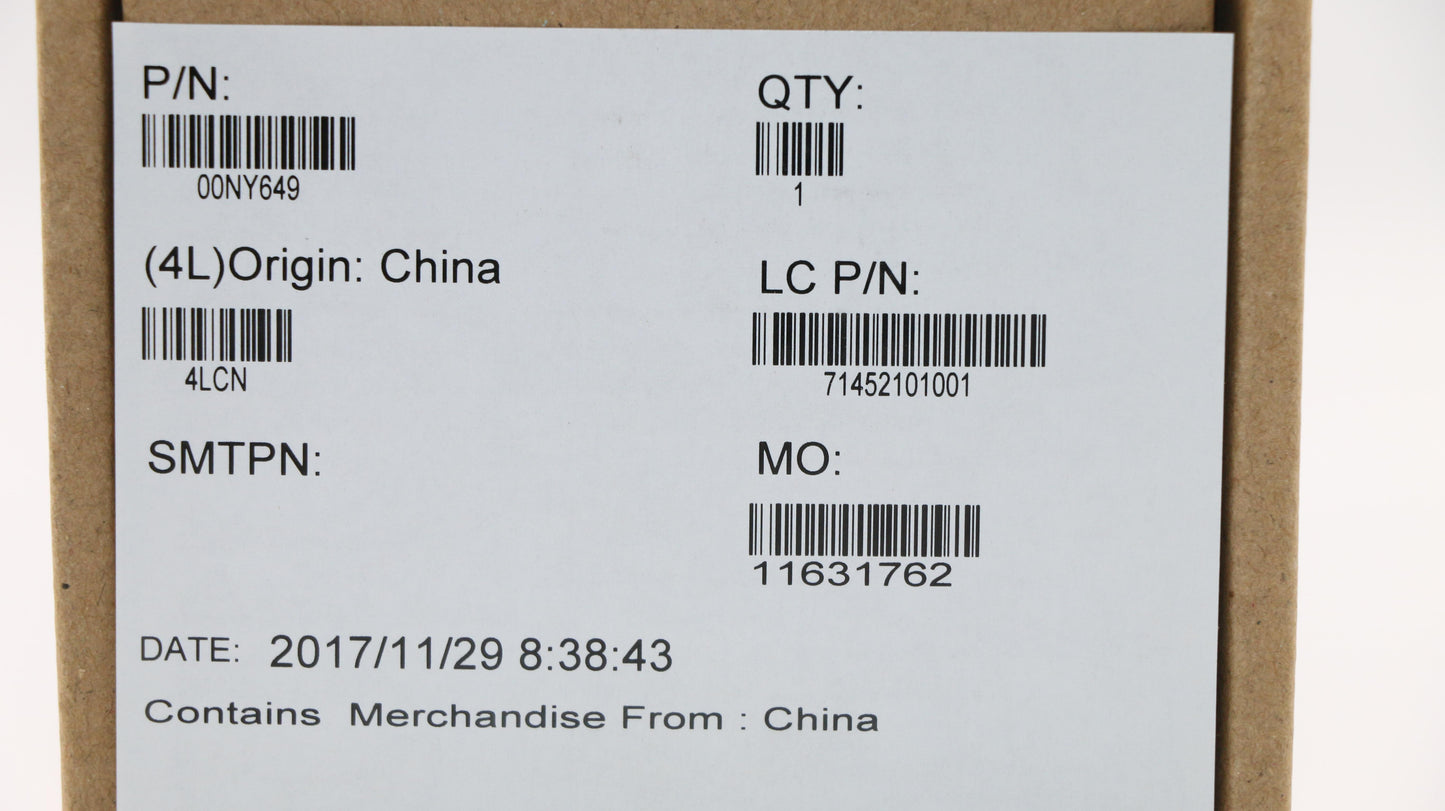 P/N:
QTY:
00NY649
1
(4L)Origin: China
LC P/N:
4LCN
71452101001
SMTPN:
MO:
11631762
DATE: 2017/11/29 8:38:43
Contains Merchandise From : China